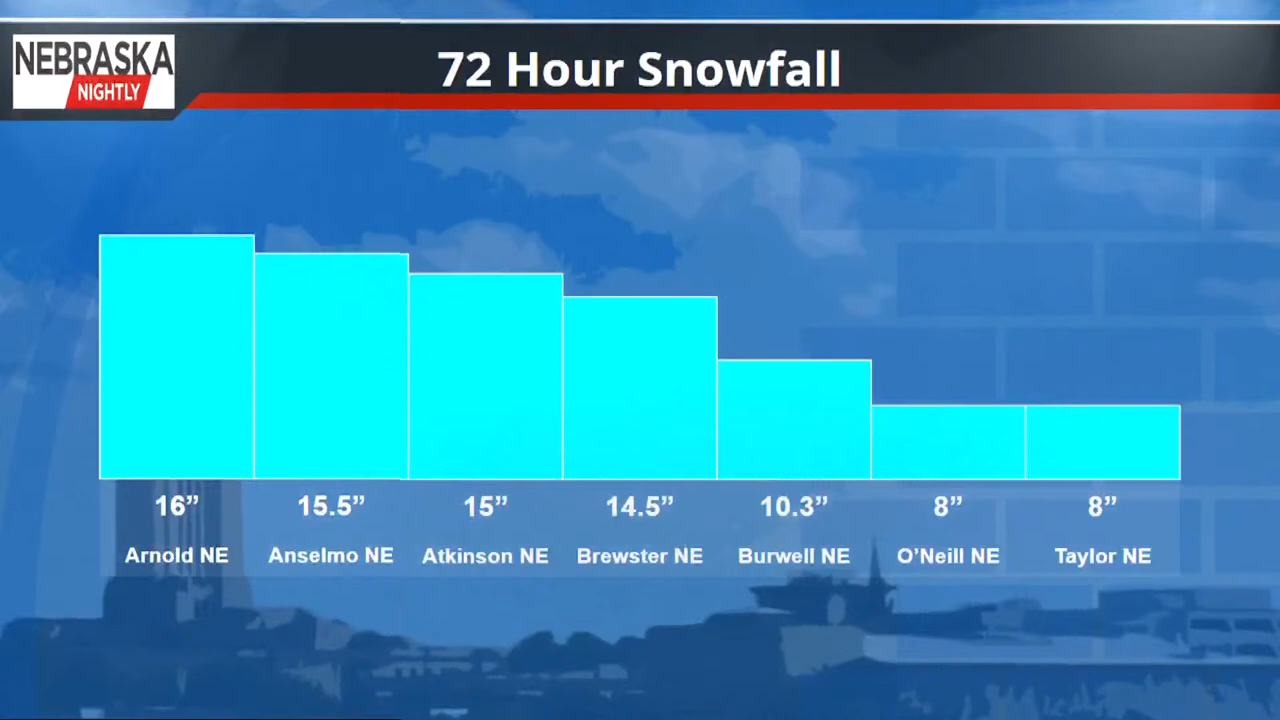 NEBRASKA
NIGHTLY
72 Hour Snowfall
16” 15.5” 15” 14.5” 10.3” 8” 8”
Arnold NE Anselmo NE Atkinson NE Brewster NE Burwell NE O’Neill NE Taylor NE